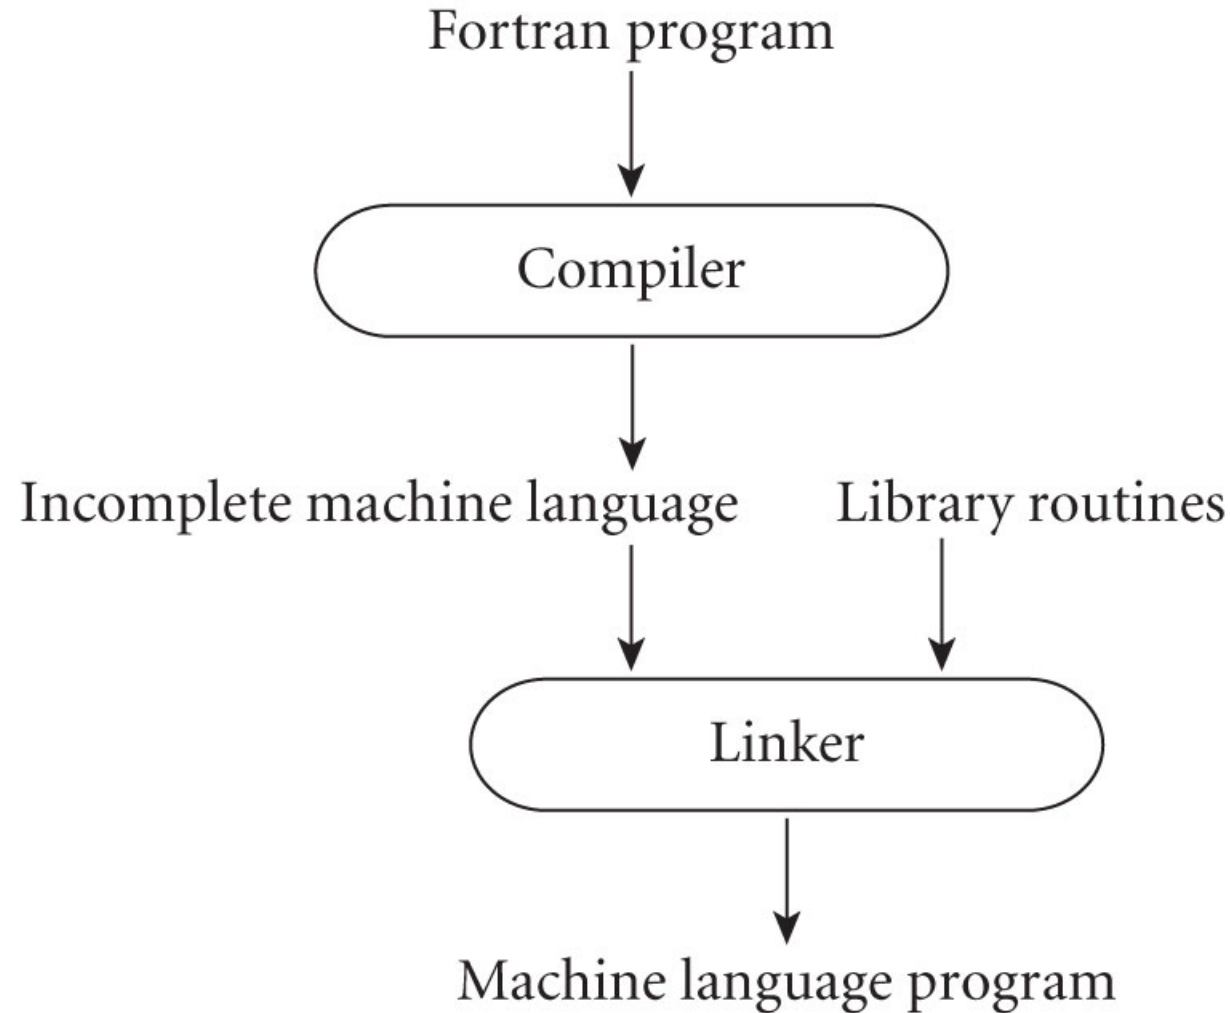 Fortran program
Compiler
Incomplete machine language
Library routines
Linker
Machine language program